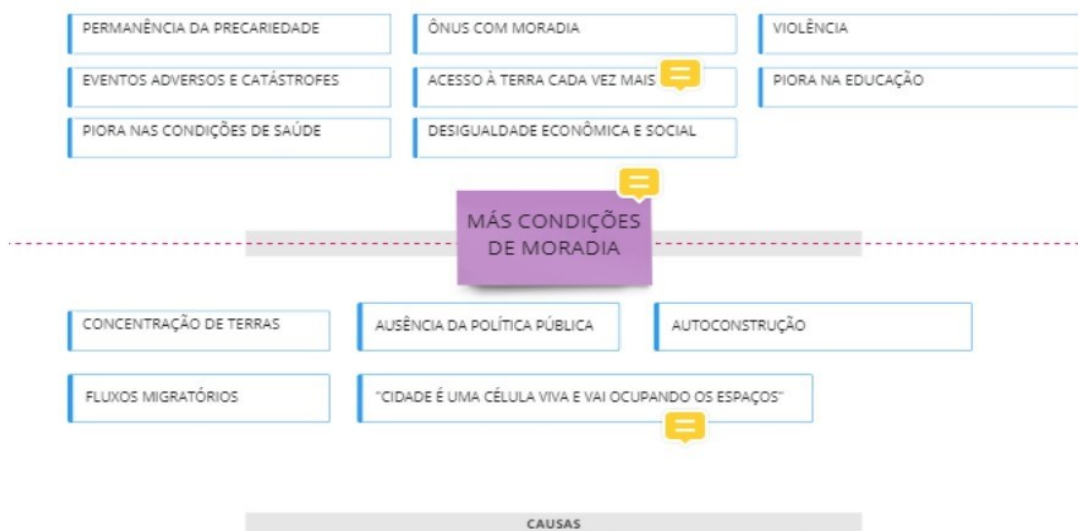 PERMANÊNCIA DA PRECARIEDADE
ÔNUS COM MORADIA
VIOLÊNCIA
EVENTOS ADVERSOS E CATÁSTROFES
ACESSO À TERRA CADA VEZ MAIS
PIORA NA EDUCAÇÃO
PIORA NAS CONDIÇÕES DE SAÚDE
DESIGUALDADE ECONÔMICA E SOCIAL
MÁS CONDIÇÕES
DE MORADIA
CONCENTRAÇÃO DE TERRAS
AUSÊNCIA DA POLÍTICA PÚBLICA
AUTOCONSTRUÇÃO
FLUXOS MIGRATÓRIOS
"CIDADE É UMA CÉLULA VIVA E VAI OCUPANDO OS ESPAÇOS"
CAUSAS